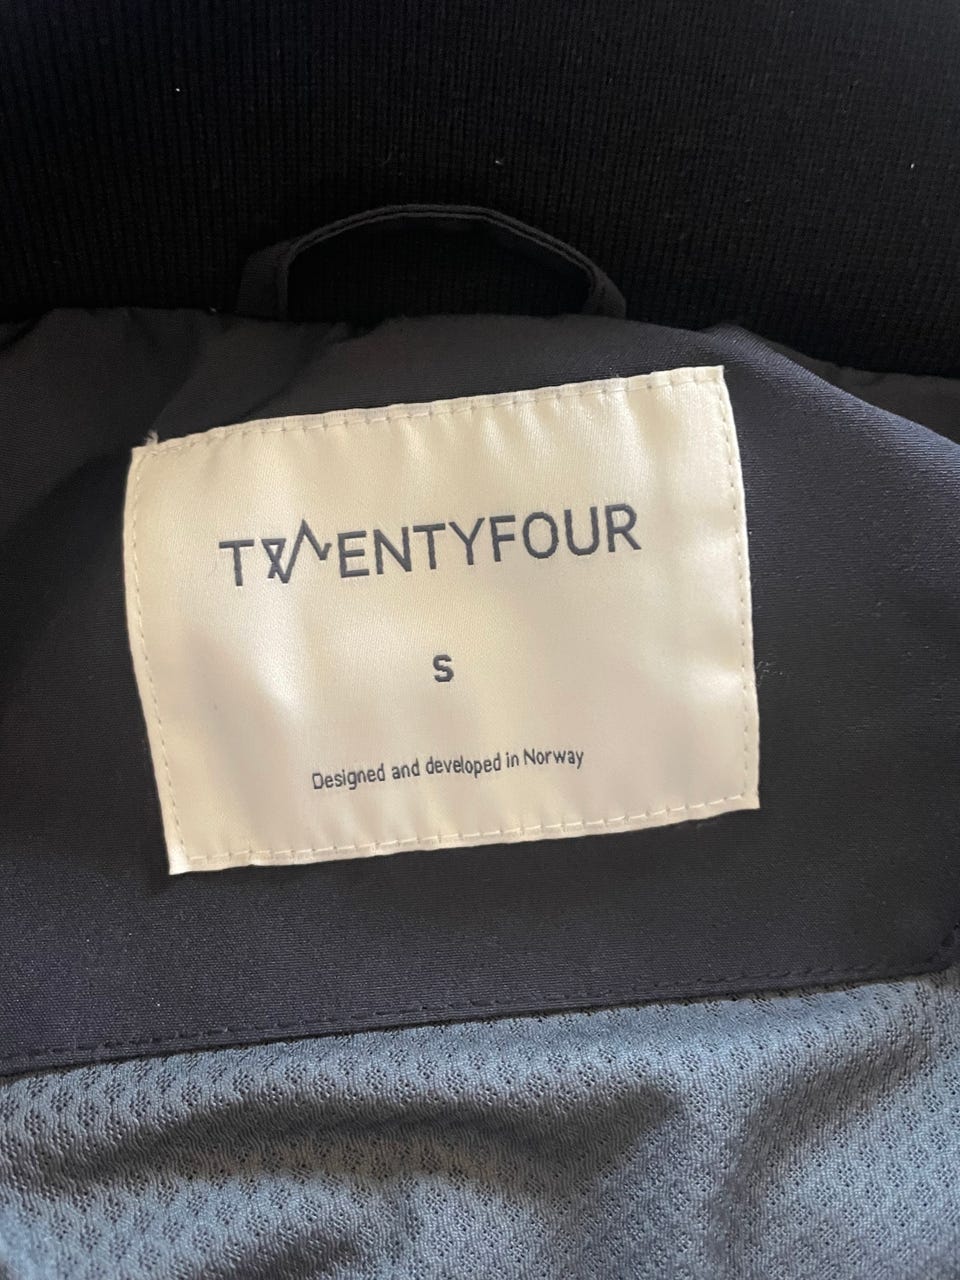 TWENTYFOUR
S
Designed and developed in Norway